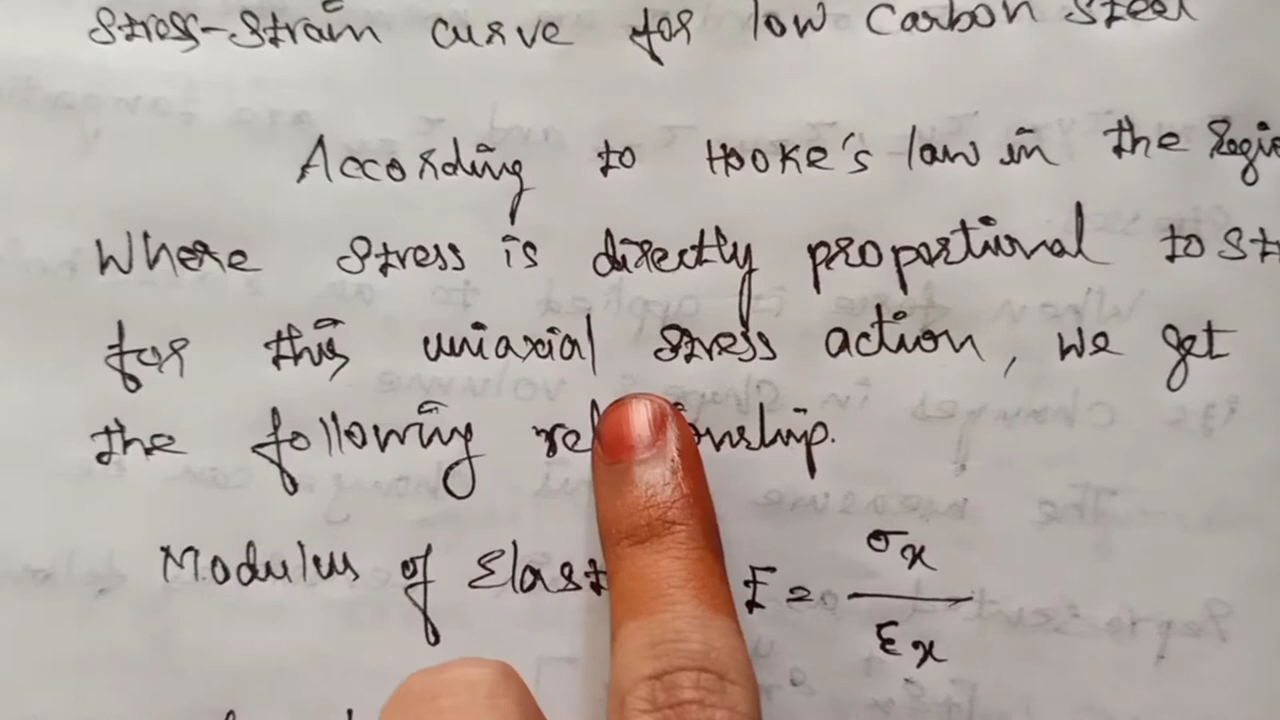 Stress-Strain curve for low Carbon Steel
According to Hooke's law in the
Where stress is directly proportional to
for this uniaxial stress action, we get
the following
Modulus of E = σx / εx